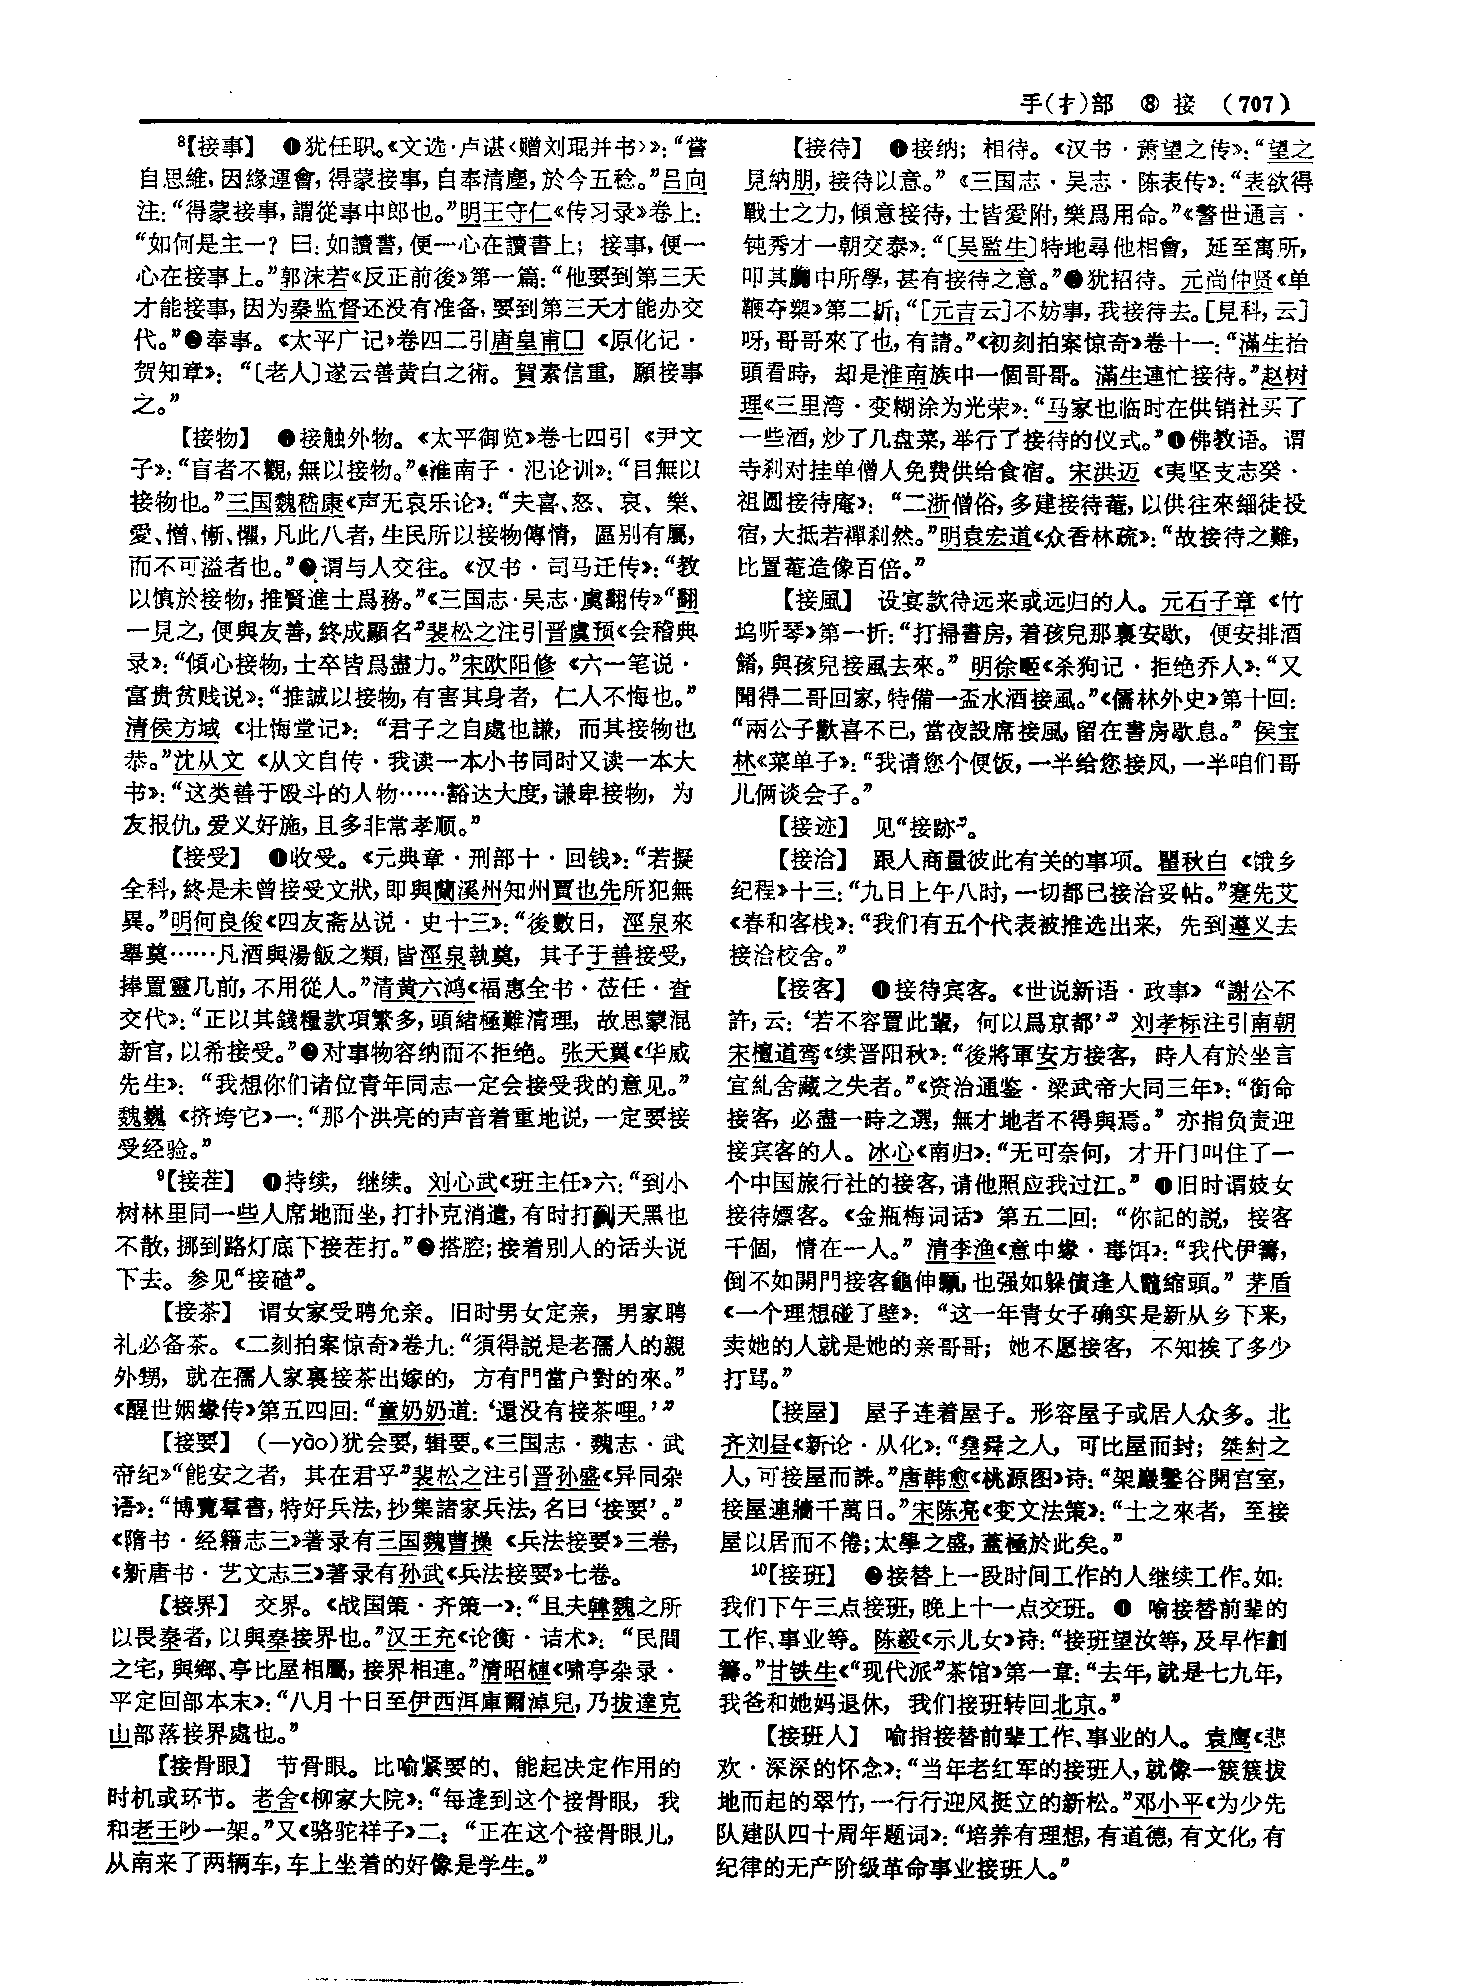 手(扌)部 ⑧ 接 (707)
⁸【接事】 ❶犹任职。《文选·卢谌〈赠刘琨并书〉》:“嘗
自思維,因緣運會,得蒙接事,自奉清塵,於今五稔。”吕向
注:“得蒙接事,謂從事中郎也。”明王守仁《传习录》卷上:
“如何是主一?曰:如讀書,便一心在讀書上;接事,便一
心在接事上。”郭沫若《反正前後》第一篇:“他要到第三天
才能接事,因为秦监督还没有准备,要到第三天才能办交
代。”❷奉事。《太平广记》卷四二引唐皇甫囗《原化记·
贺知章》:“〔老人〕遂云善黄白之術。賀素信重,願接事
之。”
【接物】 ❶接触外物。《太平御览》卷七四引《尹文
子》:“盲者不觀,無以接物。”《淮南子·氾论训》:“目無以
接物也。”三国魏嵇康《声无哀乐论》:“夫喜、怒、哀、樂、
愛、憎、慚、懼,凡此八者,生民所以接物傳情,區别有屬,
而不可溢者也。”❷谓与人交往。《汉书·司马迁传》:“教
以慎於接物,推賢進士爲務。”《三国志·吴志·虞翻传》“翻
一見之,便與友善,終成顯名”裴松之注引晋虞预《会稽典
录》:“傾心接物,士卒皆爲盡力。”宋欧阳修《六一笔说·
富贵贫贱说》:“推誠以接物,有害其身者,仁人不悔也。”
清侯方域《壮悔堂记》:“君子之自處也謙,而其接物也
恭。”沈从文《从文自传·我读一本小书同时又读一本大
书》:“这类善于殴斗的人物……豁达大度,谦卑接物,为
友报仇,爱义好施,且多非常孝顺。”
【接受】 ❶收受。《元典章·刑部十·回钱》:“若擬
全科,終是未曾接受文狀,即與蘭溪州知州賈也先所犯無
異。”明何良俊《四友斋丛说·史十三》:“後數日,涇泉來
舉奠……凡酒與湯飯之類,皆涇泉執奠,其子于善接受,
捧置靈几前,不用從人。”清黄六鸿《福惠全书·莅任·查
交代》:“正以其錢糧款項繁多,頭緒極難清理,故思蒙混
新官,以希接受。”❷对事物容纳而不拒绝。张天翼《华威
先生》:“我想你们诸位青年同志一定会接受我的意见。”
魏巍《挤垮它》一:“那个洪亮的声音着重地说,一定要接
受经验。”
⁹【接茬】 ❶持续,继续。刘心武《班主任》六:“到小
树林里同一些人席地而坐,打扑克消遣,有时打到天黑也
不散,挪到路灯底下接茬打。”❷搭腔;接着别人的话头说
下去。参见“接碴”。
【接茶】 谓女家受聘允亲。旧时男女定亲,男家聘
礼必备茶。《二刻拍案惊奇》卷九:“須得説是老孺人的親
外甥,就在孺人家裏接茶出嫁的,方有門當户對的來。”
《醒世姻缘传》第五四回:“童奶奶道:‘還没有接茶哩。’”
【接要】 (—yào)犹会要,辑要。《三国志·魏志·武
帝纪》“能安之者,其在君乎”裴松之注引晋孙盛《异同杂
语》:“博覽羣書,特好兵法,抄集諸家兵法,名曰‘接要’。”
《隋书·经籍志三》著录有三国魏曹操《兵法接要》三卷,
《新唐书·艺文志三》著录有孙武《兵法接要》七卷。
【接界】 交界。《战国策·齐策一》:“且夫韓魏之所
以畏秦者,以與秦接界也。”汉王充《论衡·诘术》:“民間
之宅,與鄉、亭比屋相屬,接界相連。”清昭槤《啸亭杂录·
平定回部本末》:“八月十日至伊西洱庫爾淖兒,乃拔達克
山部落接界處也。”
【接骨眼】 节骨眼。比喻紧要的、能起决定作用的
时机或环节。老舍《柳家大院》:“每逢到这个接骨眼,我
和老王吵一架。”又《骆驼祥子》二:“正在这个接骨眼儿,
从南来了两辆车,车上坐着的好像是学生。”
【接待】 ❶接纳;相待。《汉书·萧望之传》:“望之
見納朋,接待以意。”《三国志·吴志·陈表传》:“表欲得
戰士之力,傾意接待,士皆愛附,樂爲用命。”《警世通言·
钝秀才一朝交泰》:“〔吴監生〕特地尋他相會,延至寓所,
叩其胸中所學,甚有接待之意。”❷犹招待。元尚仲贤《单
鞭夺槊》第二折:“〔元吉云〕不妨事,我接待去。〔見科,云〕
呀,哥哥來了也,有請。”《初刻拍案惊奇》卷十一:“滿生抬
頭看時,却是淮南族中一個哥哥。滿生連忙接待。”赵树
理《三里湾·变糊涂为光荣》:“马家也临时在供销社买了
一些酒,炒了几盘菜,举行了接待的仪式。”❸佛教语。谓
寺刹对挂单僧人免费供给食宿。宋洪迈《夷坚支志癸·
祖圆接待庵》:“二浙僧俗,多建接待菴,以供往來緇徒投
宿,大抵若禪刹然。”明袁宏道《众香林疏》:“故接待之難,
比置菴造像百倍。”
【接風】 设宴款待远来或远归的人。元石子章《竹
坞听琴》第一折:“打掃書房,着孩兒那裏安歇,便安排酒
餚,與孩兒接風去來。”明徐㬚《杀狗记·拒绝乔人》:“又
聞得二哥回家,特備一盃水酒接風。”《儒林外史》第十回:
“兩公子歡喜不已,當夜設席接風,留在書房歇息。”侯宝
林《菜单子》:“我请您个便饭,一半给您接风,一半咱们哥
儿俩谈会子。”
【接迹】 见“接跡”。
【接洽】 跟人商量彼此有关的事项。瞿秋白《饿乡
纪程》十三:“九日上午八时,一切都已接洽妥帖。”蹇先艾
《春和客栈》:“我们有五个代表被推选出来,先到遵义去
接洽校舍。”
【接客】 ❶接待宾客。《世说新语·政事》“謝公不
許,云:‘若不容置此輩,何以爲京都’”刘孝标注引南朝
宋檀道鸾《续晋阳秋》:“後將軍安方接客,時人有於坐言
宜糺舍藏之失者。”《资治通鉴·梁武帝大同三年》:“銜命
接客,必盡一時之選,無才地者不得與焉。”亦指负责迎
接宾客的人。冰心《南归》:“无可奈何,才开门叫住了一
个中国旅行社的接客,请他照应我过江。”❷旧时谓妓女
接待嫖客。《金瓶梅词话》第五二回:“你記的説,接客
千個,情在一人。”清李渔《意中缘·毒饵》:“我代伊籌,
倒不如開門接客龜伸頸,也强如躲債逢人鼈縮頭。”茅盾
《一个理想碰了壁》:“这一年青女子确实是新从乡下来,
卖她的人就是她的亲哥哥;她不愿接客,不知挨了多少
打骂。”
【接屋】 屋子连着屋子。形容屋子或居人众多。北
齐刘昼《新论·从化》:“堯舜之人,可比屋而封;桀紂之
人,可接屋而誅。”唐韩愈《桃源图》诗:“架巖鑿谷開宫室,
接屋連牆千萬日。”宋陈亮《变文法策》:“士之來者,至接
屋以居而不倦;太學之盛,蓋極於此矣。”
¹⁰【接班】 ❶接替上一段时间工作的人继续工作。如:
我们下午三点接班,晚上十一点交班。❷喻接替前辈的
工作、事业等。陈毅《示儿女》诗:“接班望汝等,及早作劃
籌。”甘铁生《“现代派”茶馆》第一章:“去年,就是七九年,
我爸和她妈退休,我们接班转回北京。”
【接班人】 喻指接替前辈工作、事业的人。袁鹰《悲
欢·深深的怀念》:“当年老红军的接班人,就像一簇簇拔
地而起的翠竹,一行行迎风挺立的新松。”邓小平《为少先
队建队四十周年题词》:“培养有理想,有道德,有文化,有
纪律的无产阶级革命事业接班人。”